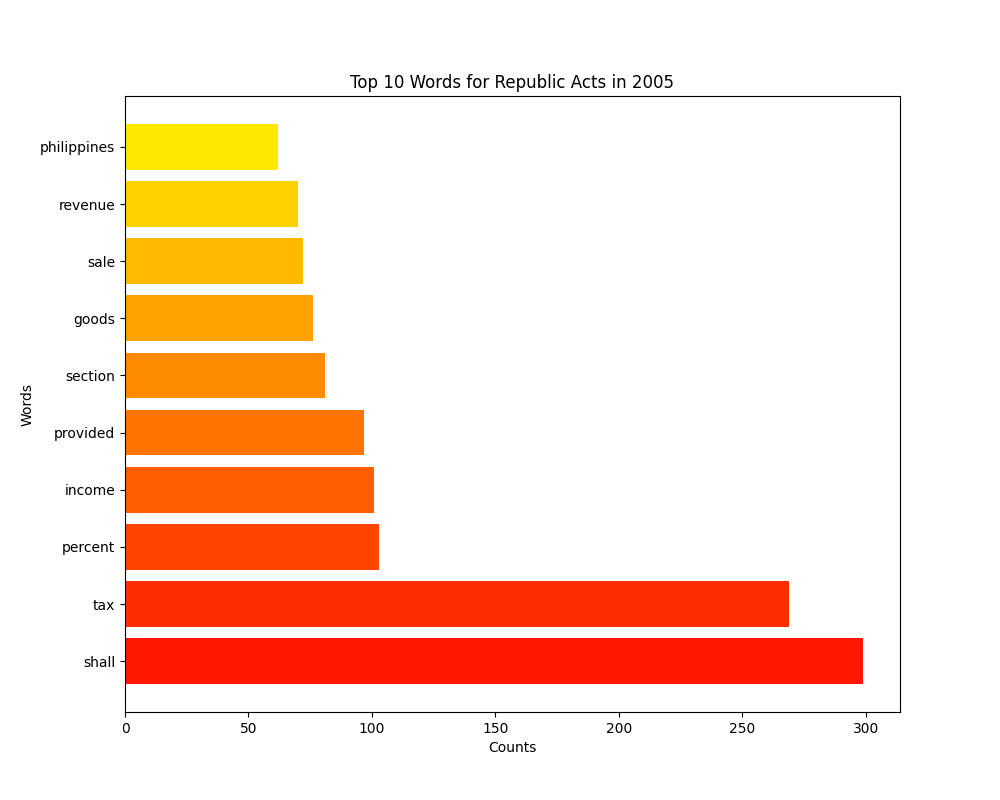 Top 10 Words for Republic Acts in 2005
philippines
revenue
sale
goods
section
provided
income
percent
tax
shall
Words
0 50 100 150 200 250 300
Counts